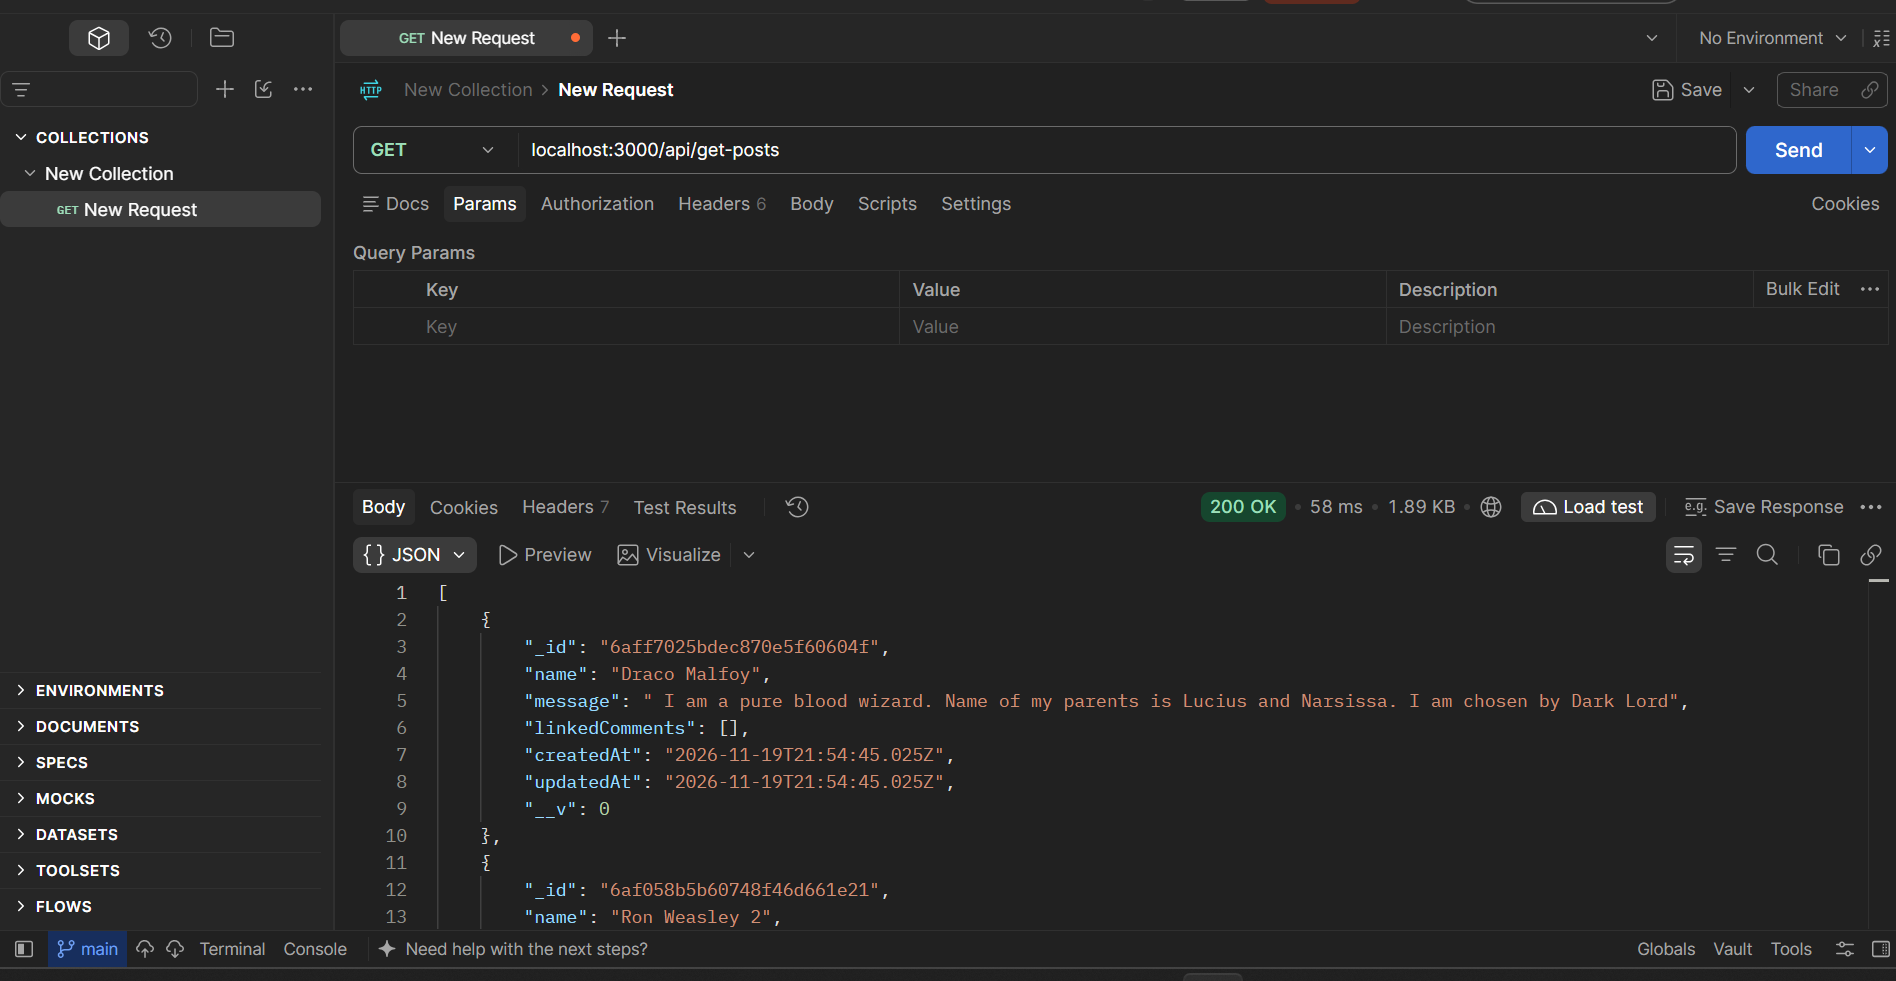 GET New Request
No Environment
New Collection > New Request
Save
Share
COLLECTIONS
New Collection
GET New Request
GET
localhost:3000/api/get-posts
Send
Docs
Params
Authorization
Headers 6
Body
Scripts
Settings
Cookies
Query Params
Key
Value
Description
Bulk Edit
Key
Value
Description
Body
Cookies
Headers 7
Test Results
200 OK
58 ms
1.89 KB
Load test
e.g. Save Response
{} JSON
Preview
Visualize
1 [
2 {
3 "_id": "6aff7025bdec870e5f60604f",
4 "name": "Draco Malfoy",
5 "message": " I am a pure blood wizard. Name of my parents is Lucius and Narsissa. I am chosen by Dark Lord",
6 "linkedComments": [],
7 "createdAt": "2026-11-19T21:54:45.025Z",
8 "updatedAt": "2026-11-19T21:54:45.025Z",
9 "__v": 0
10 },
11 {
12 "_id": "6af058b5b60748f46d661e21",
13 "name": "Ron Weasley 2",
ENVIRONMENTS
DOCUMENTS
SPECS
MOCKS
DATASETS
TOOLSETS
FLOWS
main
Terminal
Console
Need help with the next steps?
Globals
Vault
Tools
HTTP